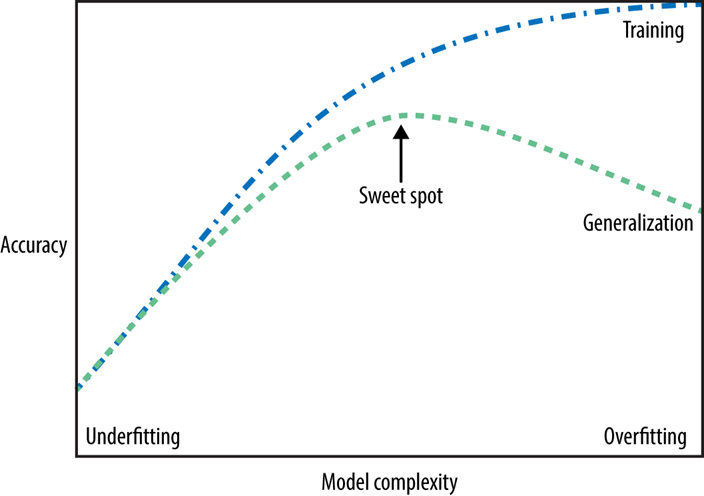 Training
Sweet spot
Generalization
Accuracy
Underfitting
Overfitting
Model complexity